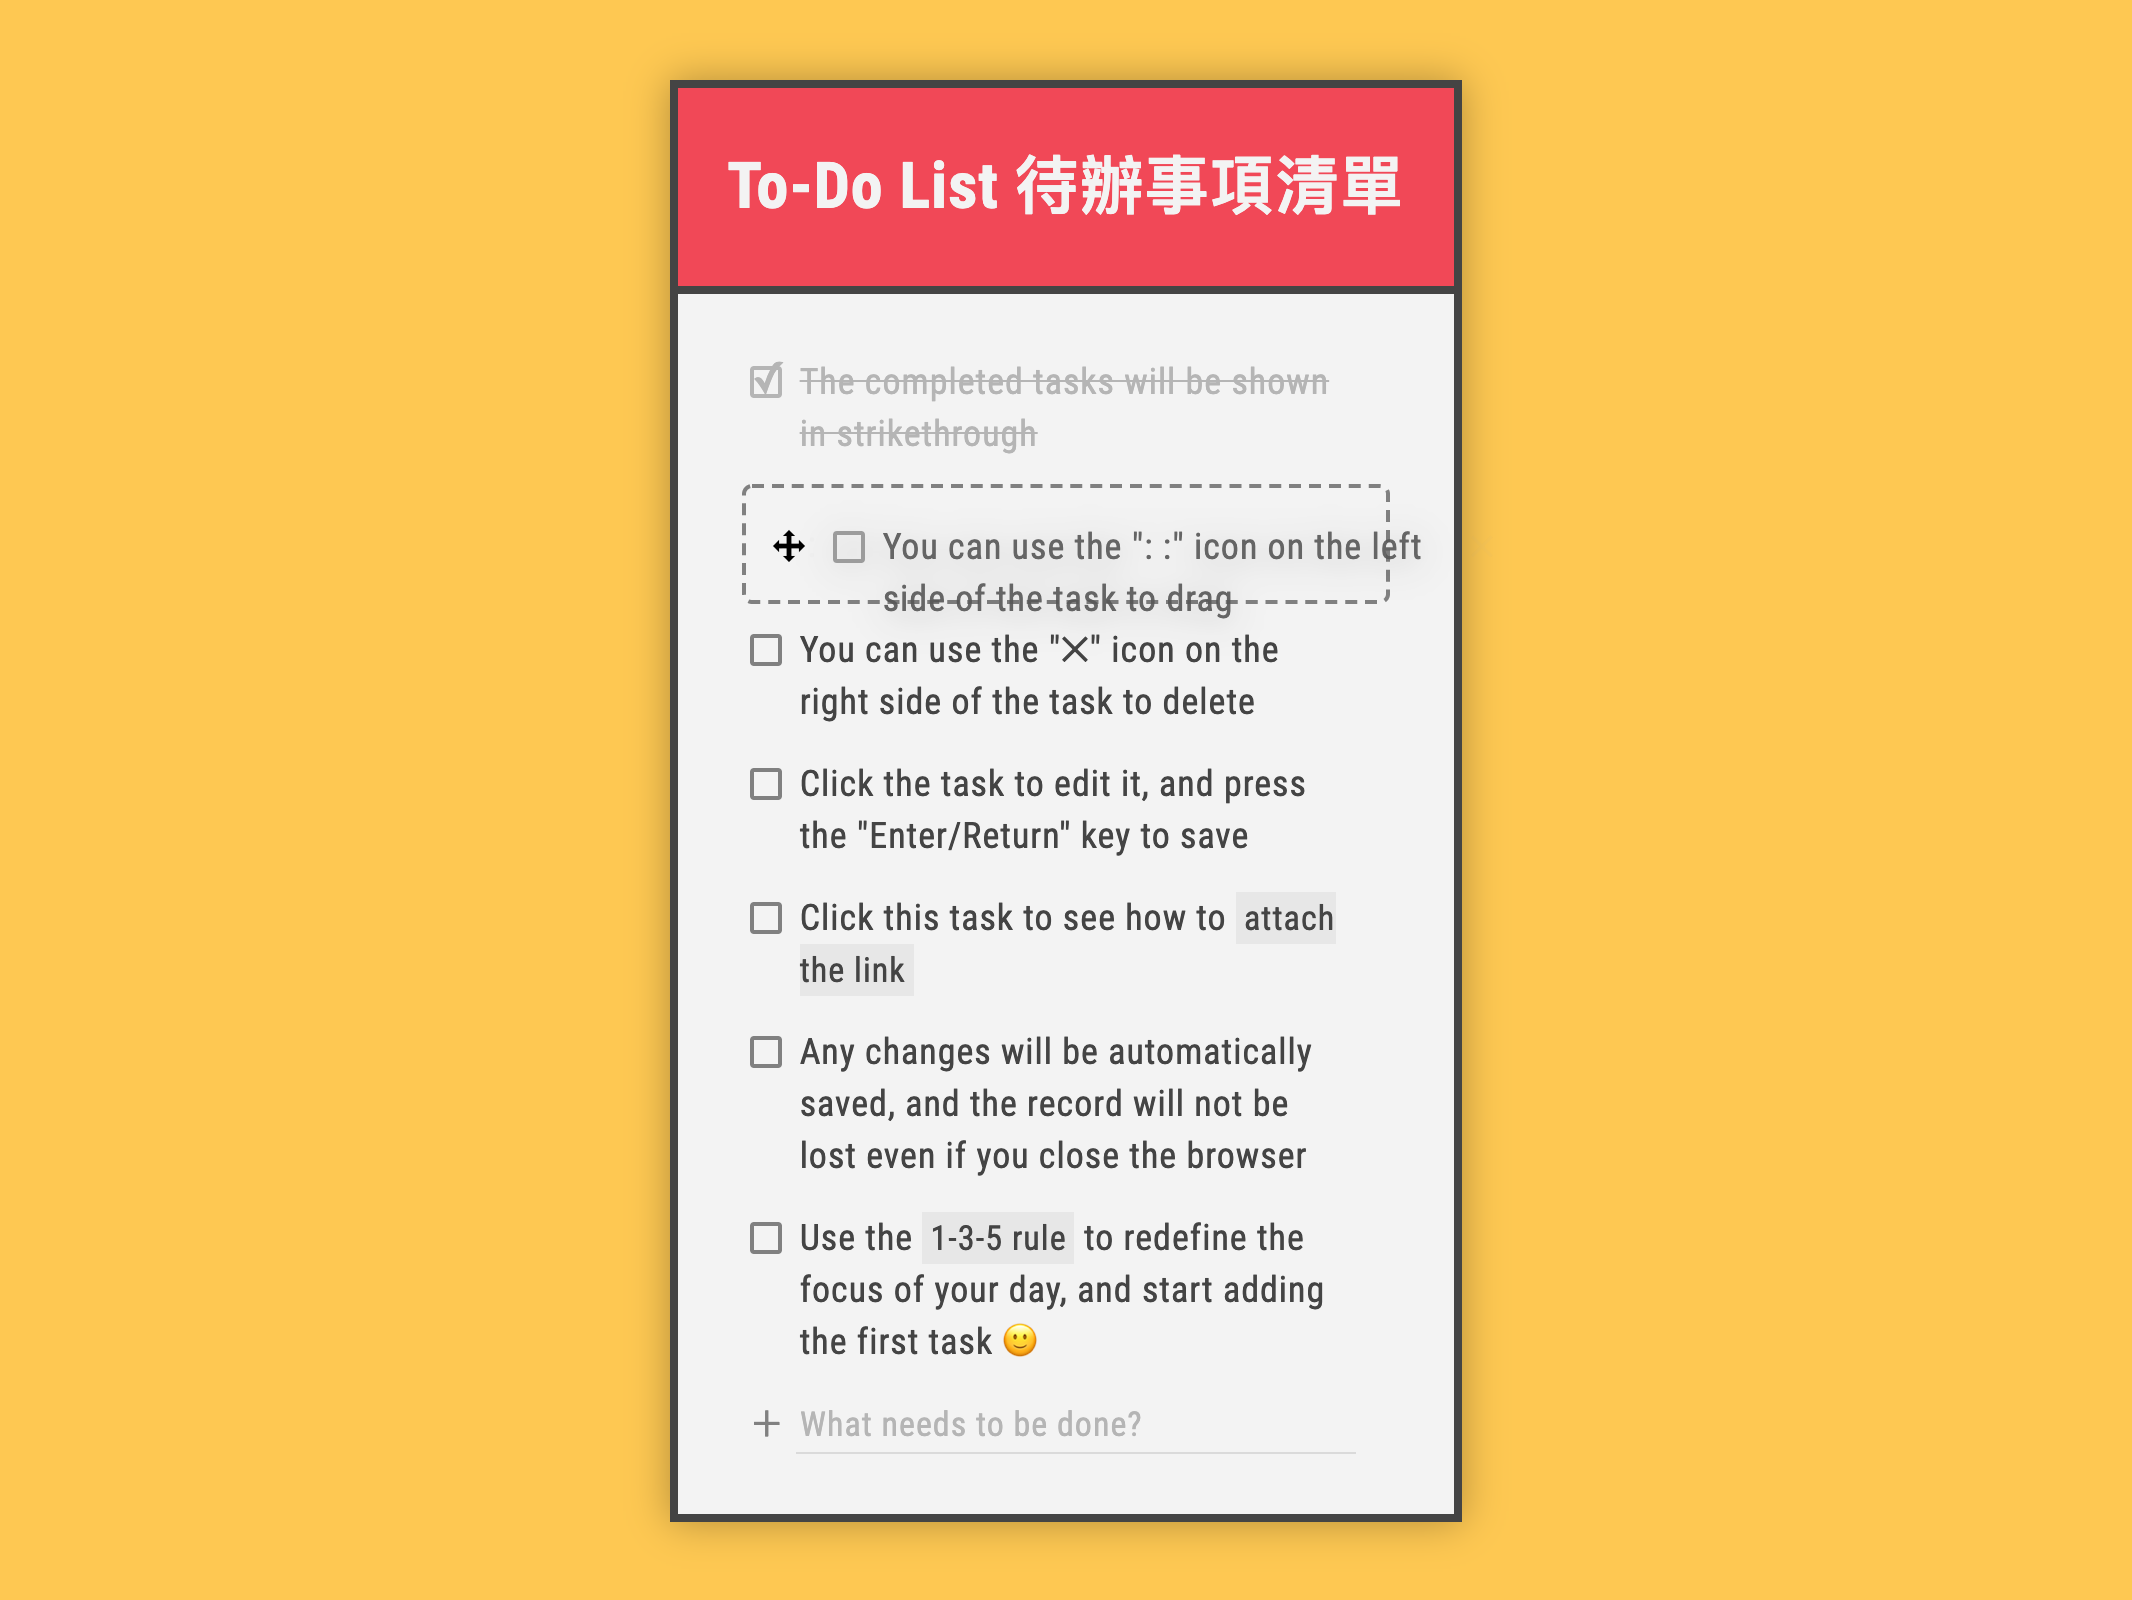 To-Do List 待辦事項清單
The completed tasks will be shown
in strikethrough
You can use the ": :" icon on the left
side of the task to drag
You can use the "✕" icon on the
right side of the task to delete
Click the task to edit it, and press
the "Enter/Return" key to save
Click this task to see how to attach
the link
Any changes will be automatically
saved, and the record will not be
lost even if you close the browser
Use the 1-3-5 rule to redefine the
focus of your day, and start adding
the first task 🙂
What needs to be done?